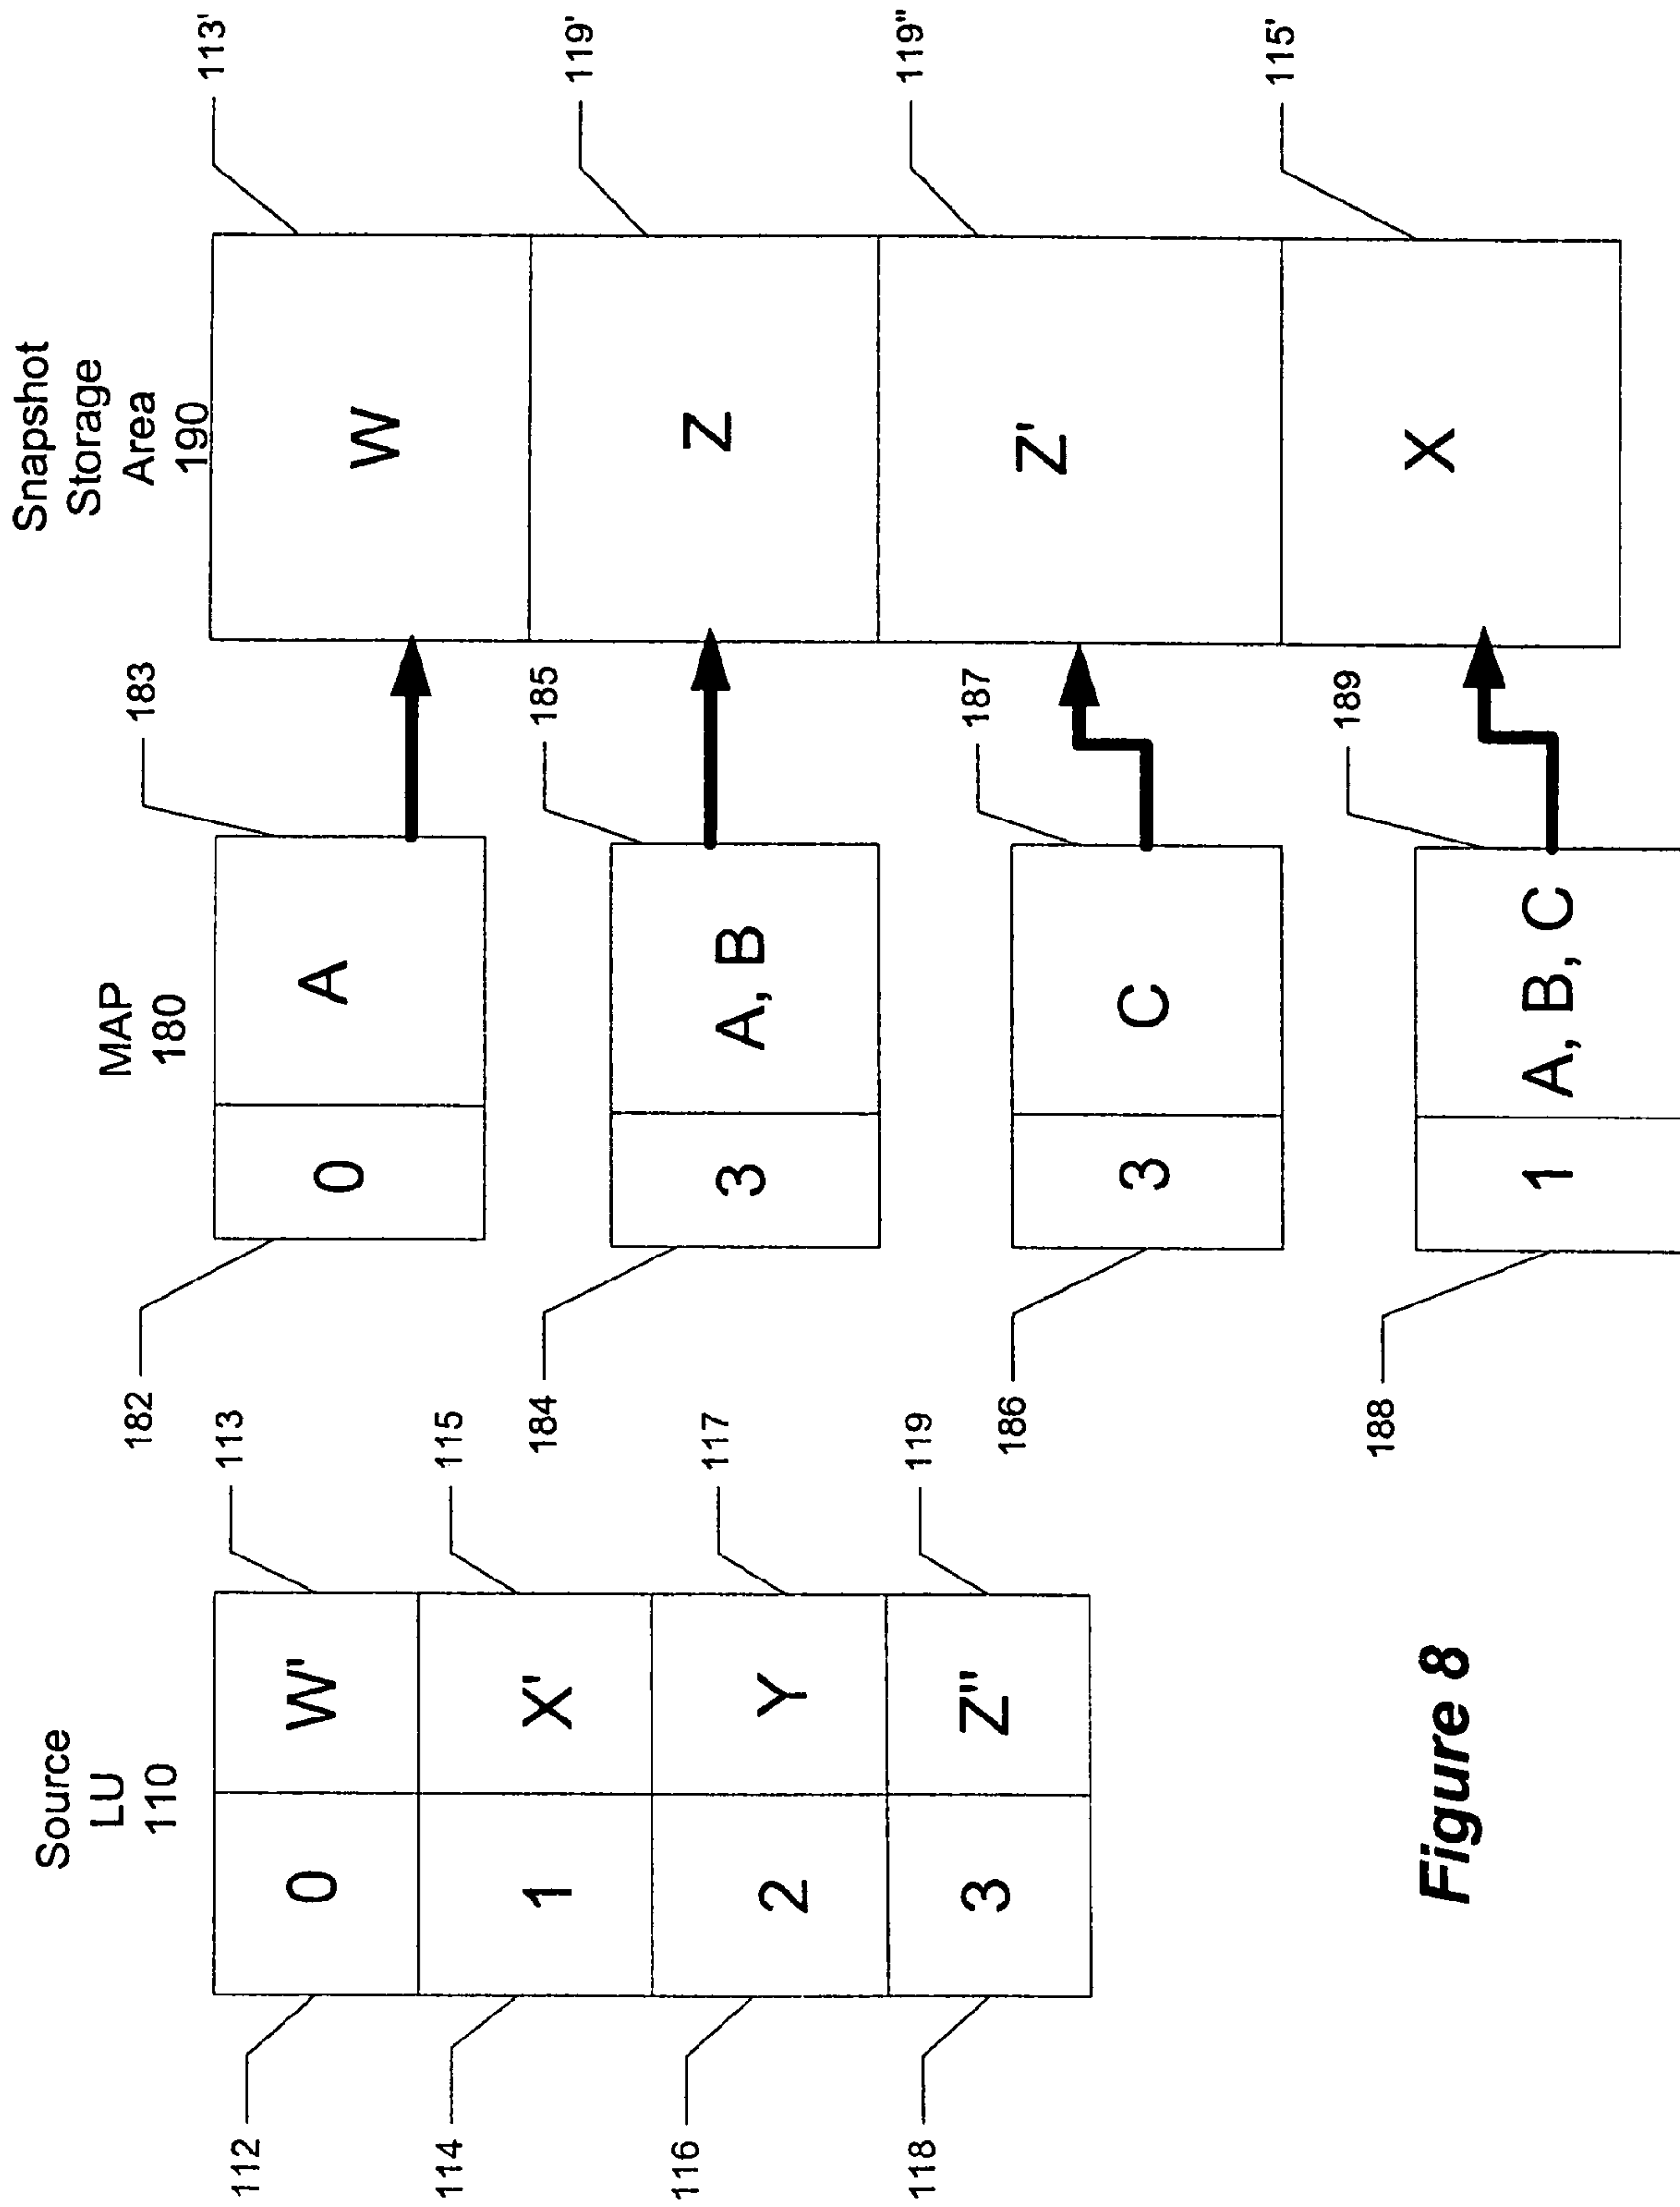 Source
LU
110
112
0
W'
113
114
1
X'
115
116
2
Y
117
118
3
Z''
119
MAP
180
182
0
A
183
184
3
A, B
185
186
3
C
187
188
1
A, B, C
189
Snapshot
Storage
Area
190
W
113'
Z
119'
Z'
119''
X
115'
Figure 8